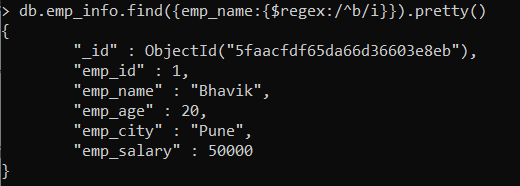 > db.emp_info.find({emp_name:{$regex:/^b/i}}).pretty()
{
        "_id" : ObjectId("5faacfdf65da66d36603e8eb"),
        "emp_id" : 1,
        "emp_name" : "Bhavik",
        "emp_age" : 20,
        "emp_city" : "Pune",
        "emp_salary" : 50000
}